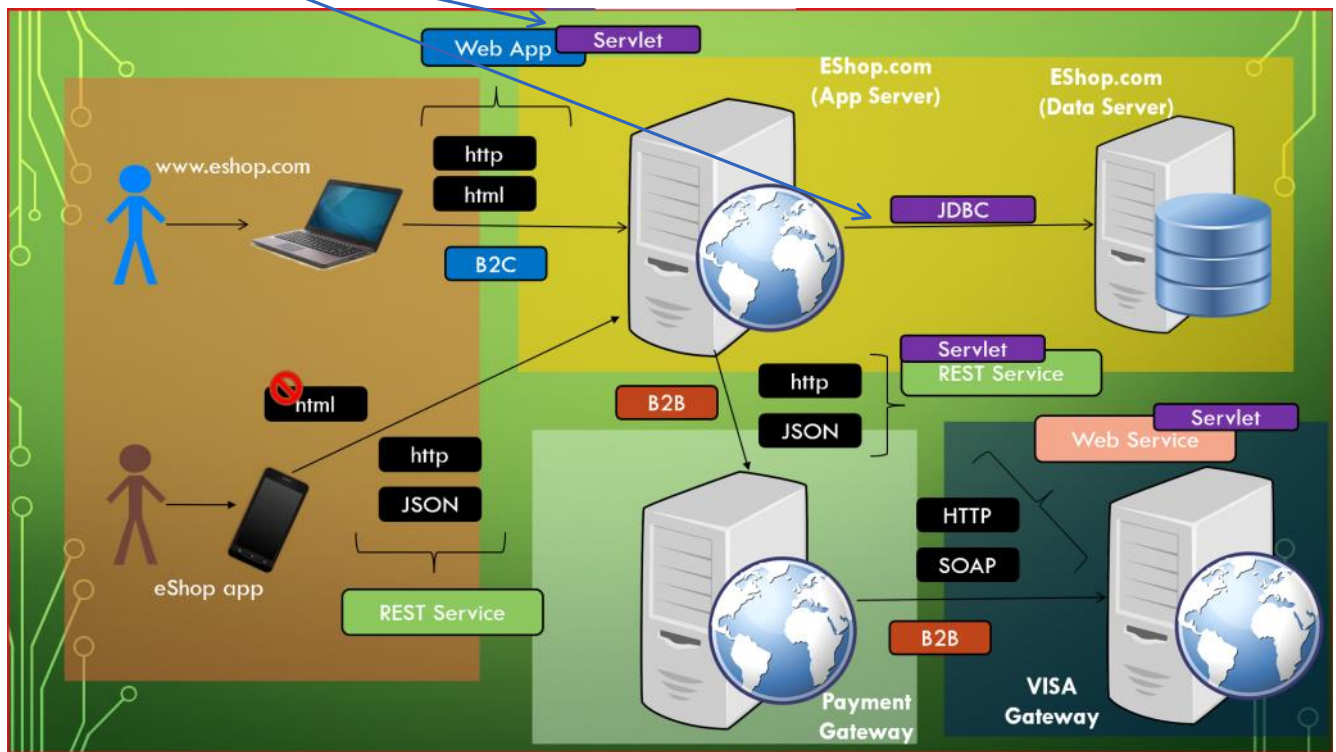 Web App
Servlet
EShop.com
(App Server)
EShop.com
(Data Server)
www.eshop.com
http
html
B2C
JDBC
Servlet
REST Service
html
B2B
http
JSON
http
JSON
eShop app
REST Service
Servlet
Web Service
HTTP
SOAP
B2B
Payment
Gateway
VISA
Gateway